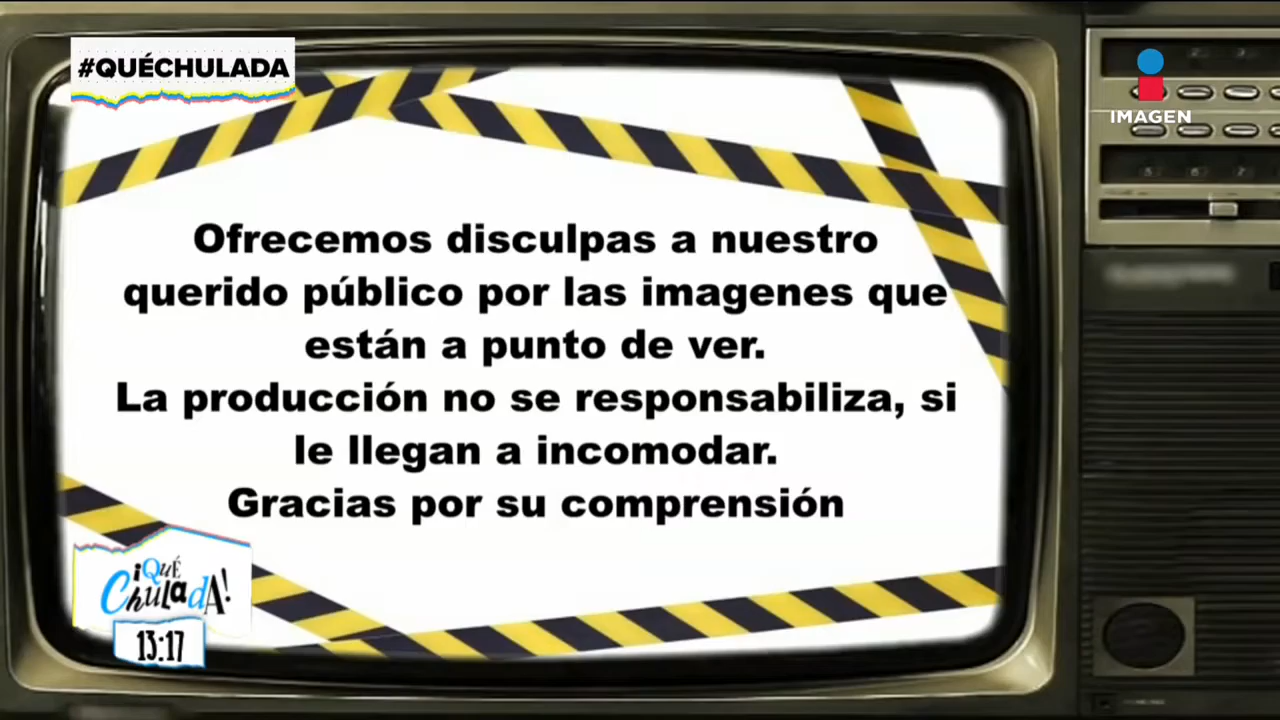 #QUÉCHULADA
IMAGEN
Ofrecemos disculpas a nuestro
querido público por las imagenes que
están a punto de ver.
La producción no se responsabiliza, si
le llegan a incomodar.
Gracias por su comprensión
¡QUÉ
Chulada!
13:17